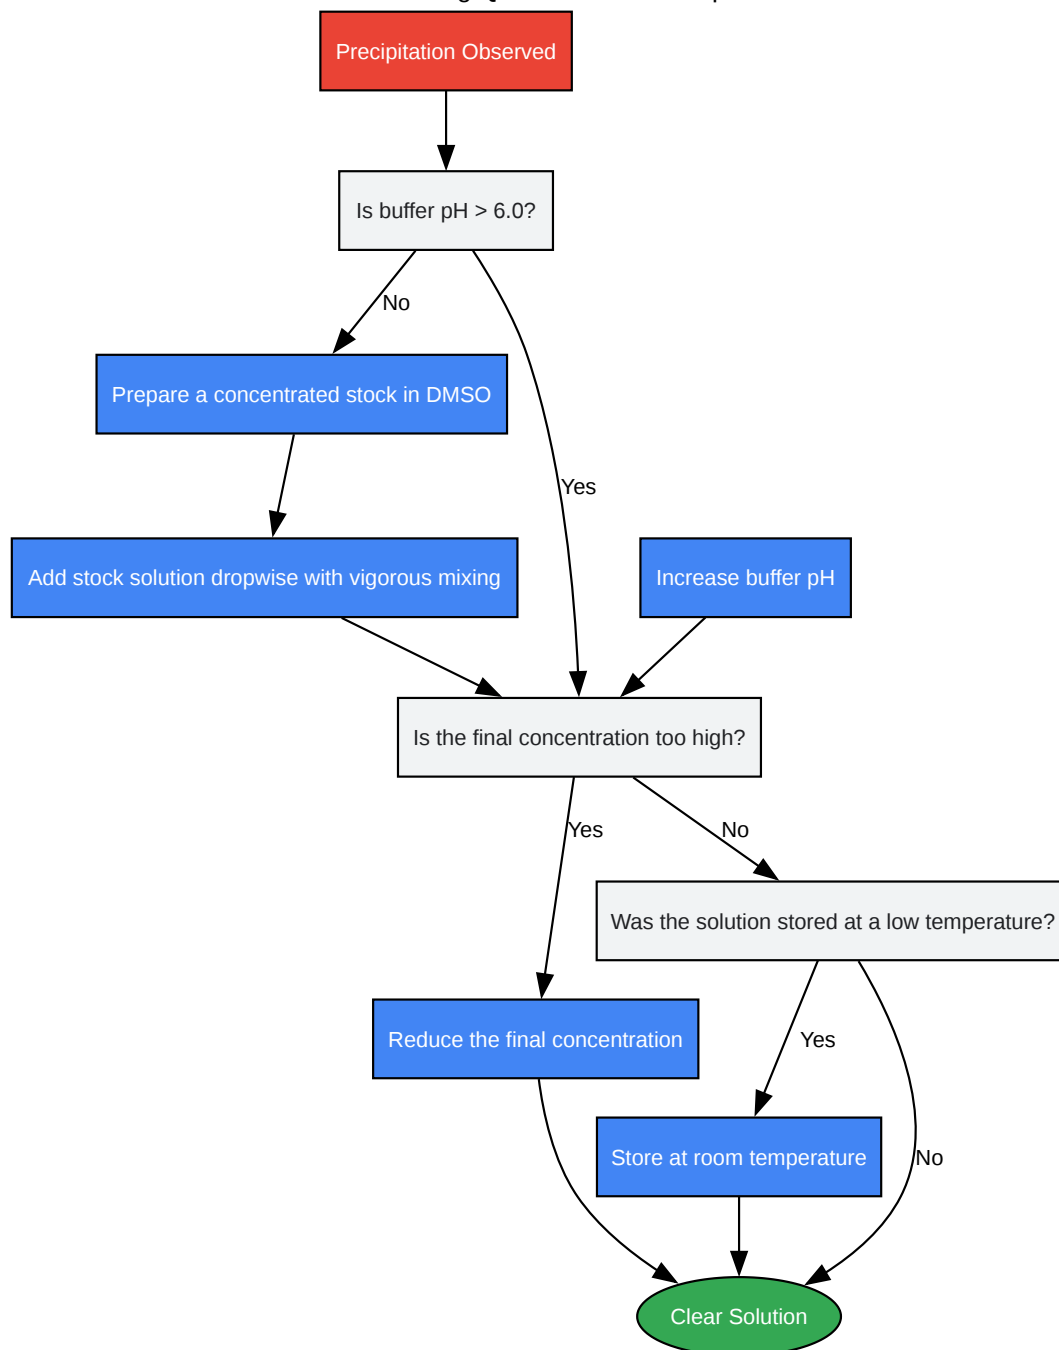 Precipitation Observed
Is buffer pH > 6.0?
No
Prepare a concentrated stock in DMSO
Yes
Add stock solution dropwise with vigorous mixing
Increase buffer pH
Is the final concentration too high?
Yes
No
Was the solution stored at a low temperature?
Reduce the final concentration
Yes
Store at room temperature
No
Clear Solution